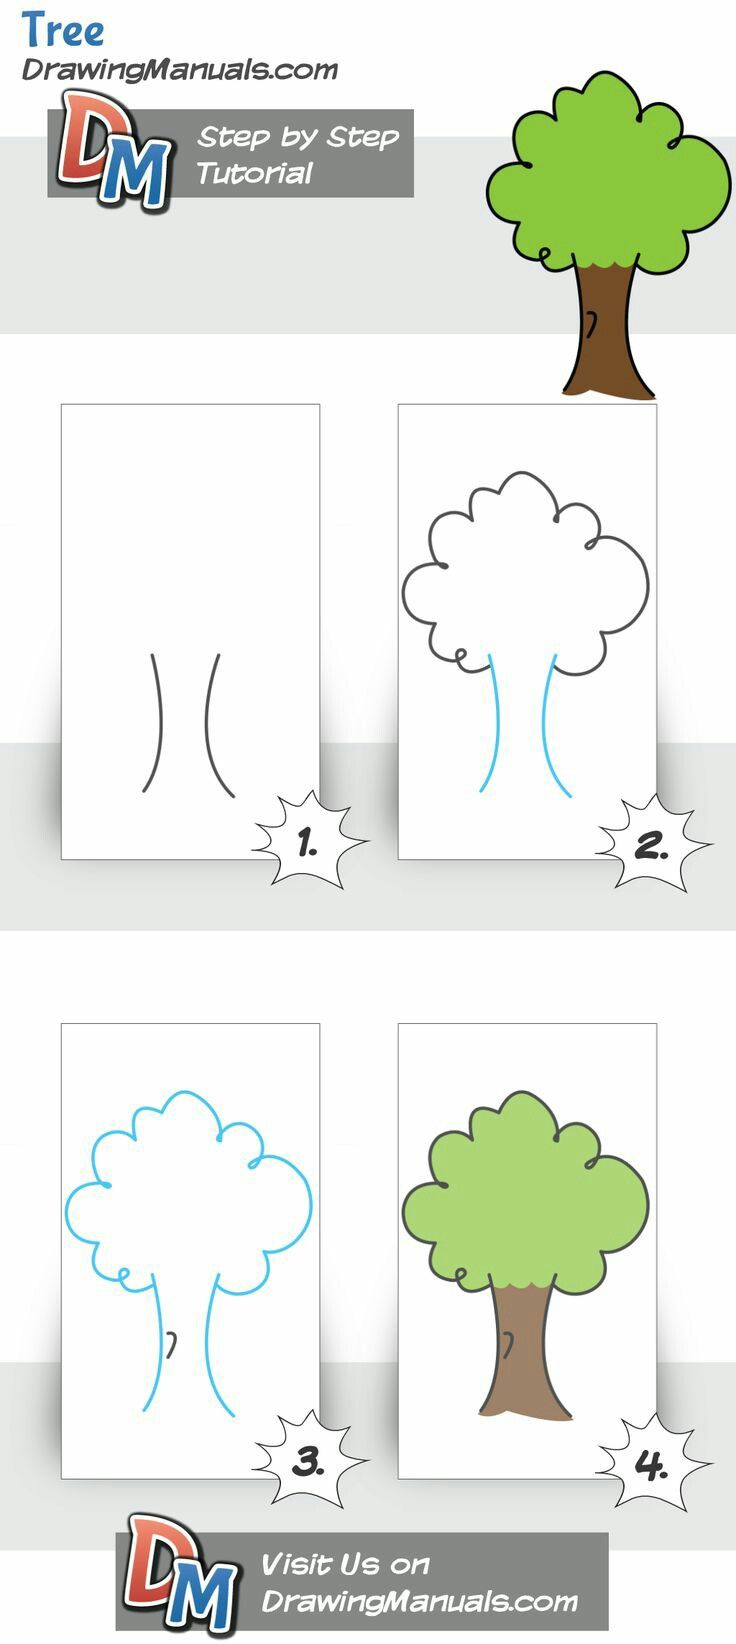 Tree
DrawingManuals.com
DM
Step by Step
Tutorial
1.
2.
3.
4.
DM
Visit Us on
DrawingManuals.com